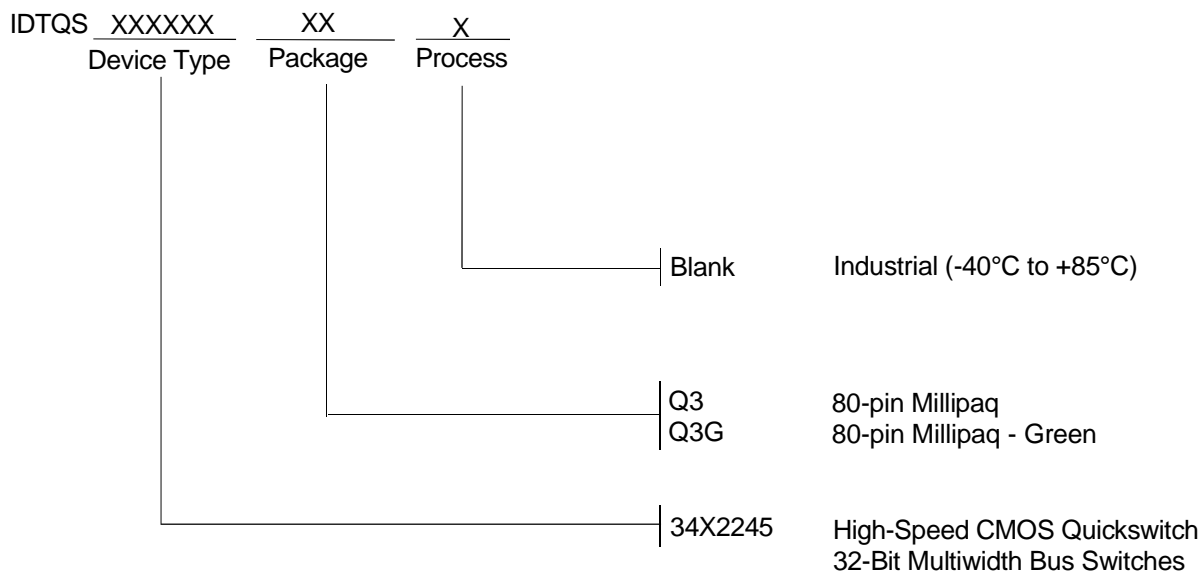 IDTQS XXXXXX XX X
Device Type Package Process
Blank Industrial (-40°C to +85°C)
Q3 80-pin Millipaq
Q3G 80-pin Millipaq - Green
34X2245 High-Speed CMOS Quickswitch
32-Bit Multiwidth Bus Switches